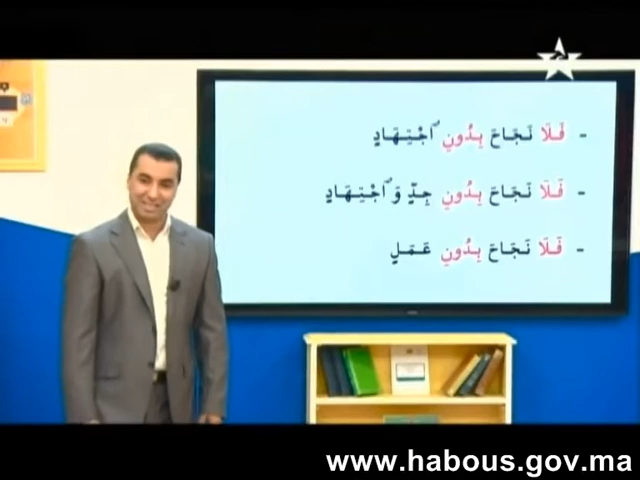 - فَلَا نَجَاحَ بِدُونِ ٱجْتِهَادٍ
- فَلَا نَجَاحَ بِدُونِ جِدٍّ وَٱجْتِهَادٍ
- فَلَا نَجَاحَ بِدُونِ عَمَلٍ
www.habous.gov.ma